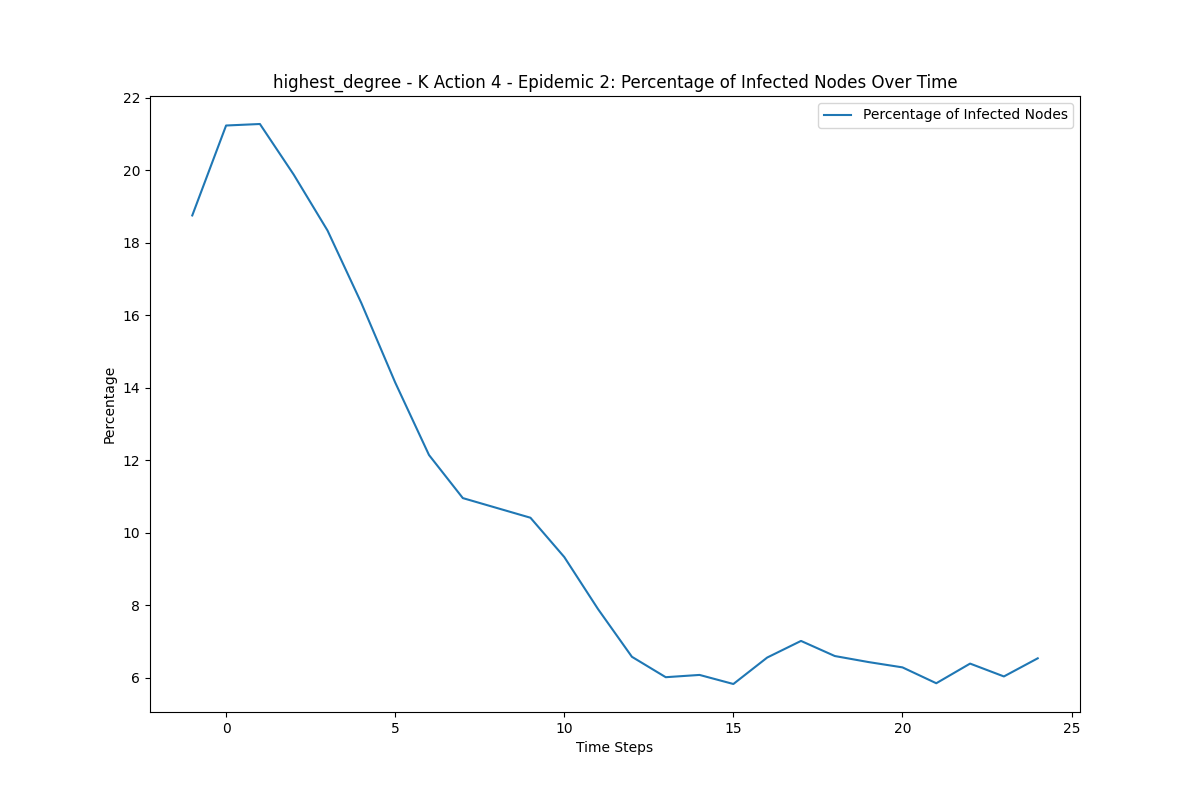 highest_degree - K Action 4 - Epidemic 2: Percentage of Infected Nodes Over Time
Percentage of Infected Nodes
22
20
18
16
14
12
10
8
6
Percentage
0 5 10 15 20 25
Time Steps